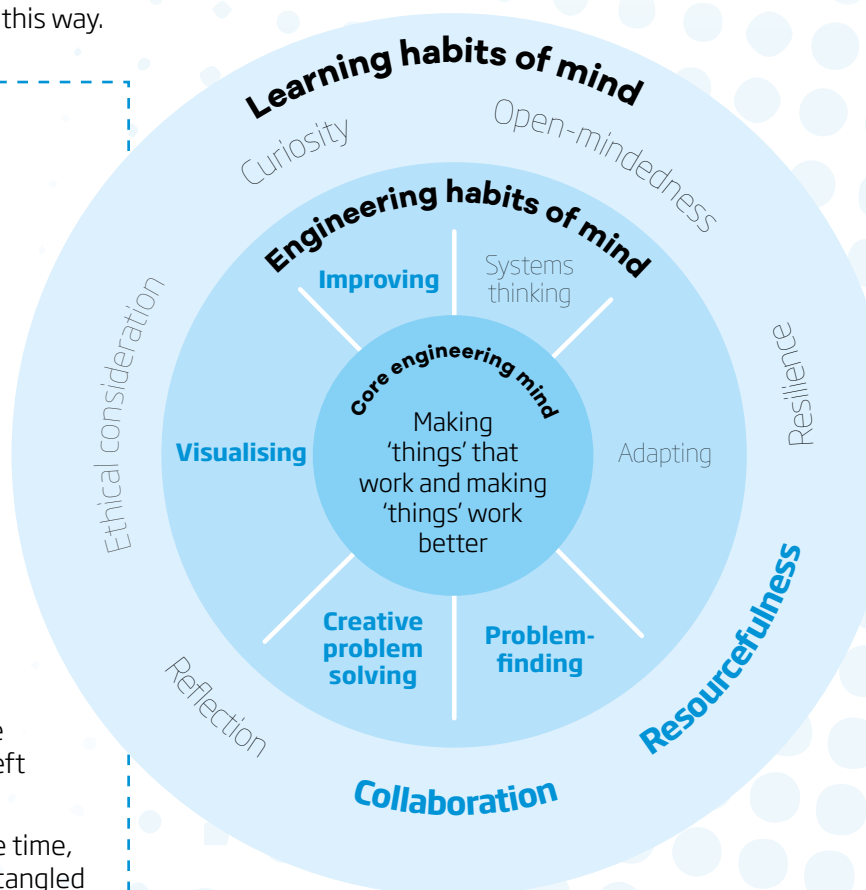 this way.
Learning habits of mind
Curiosity
Open-mindedness
Engineering habits of mind
Improving
Systems
thinking
Ethical consideration
Resilience
Core engineering mind
Making
‘things’ that
work and making
‘things’ work
better
Visualising
Adapting
Creative
problem
solving
Problem-
finding
Resourcefulness
Reflection
Collaboration
e
eft
e time,
tangled